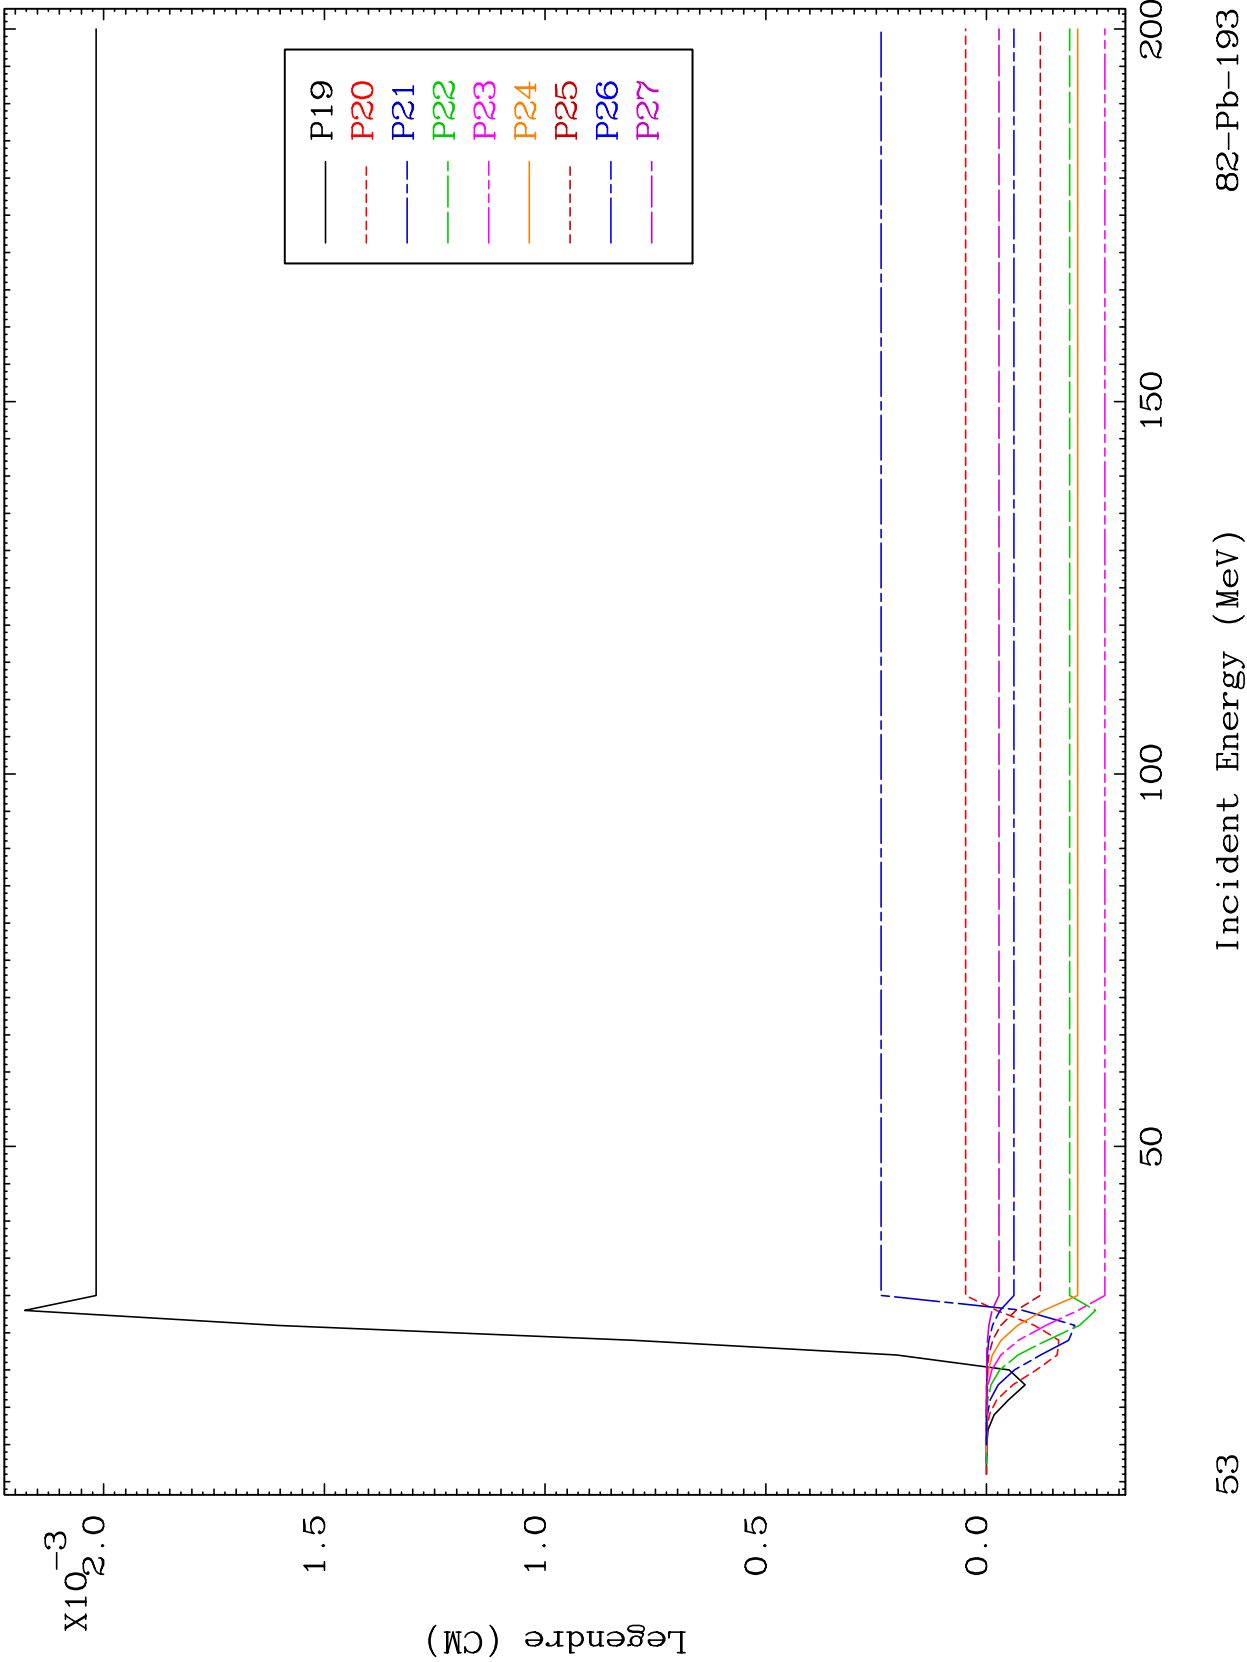 X10-3
2.0
1.5
1.0
0.5
0.0
Legendre (CM)
P19
P20
P21
P22
P23
P24
P25
P26
P27
50
100
150
200
Incident Energy (MeV)
53
82-Pb-193